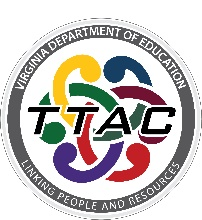 VIRGINIA DEPARTMENT OF EDUCATION
TTAC
LINKING PEOPLE AND RESOURCES